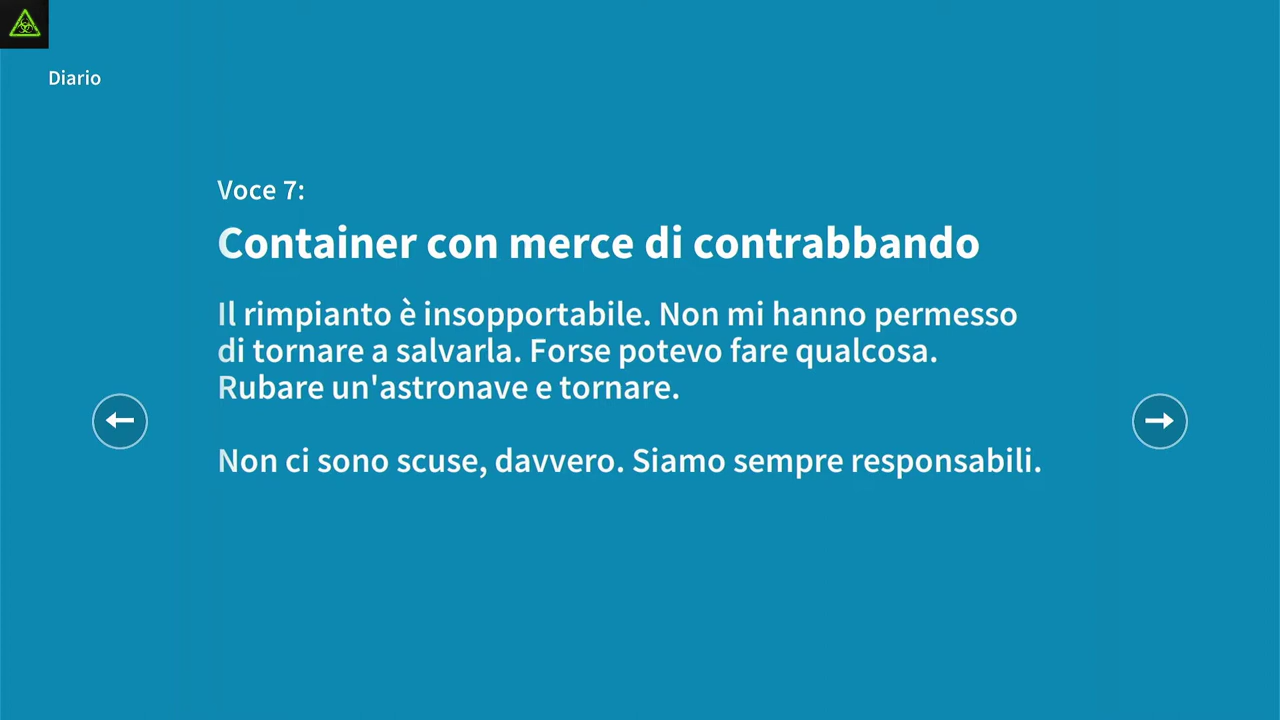 Diario
Voce 7:
Container con merce di contrabbando
Il rimpianto è insopportabile. Non mi hanno permesso
di tornare a salvarla. Forse potevo fare qualcosa.
Rubare un'astronave e tornare.
Non ci sono scuse, davvero. Siamo sempre responsabili.